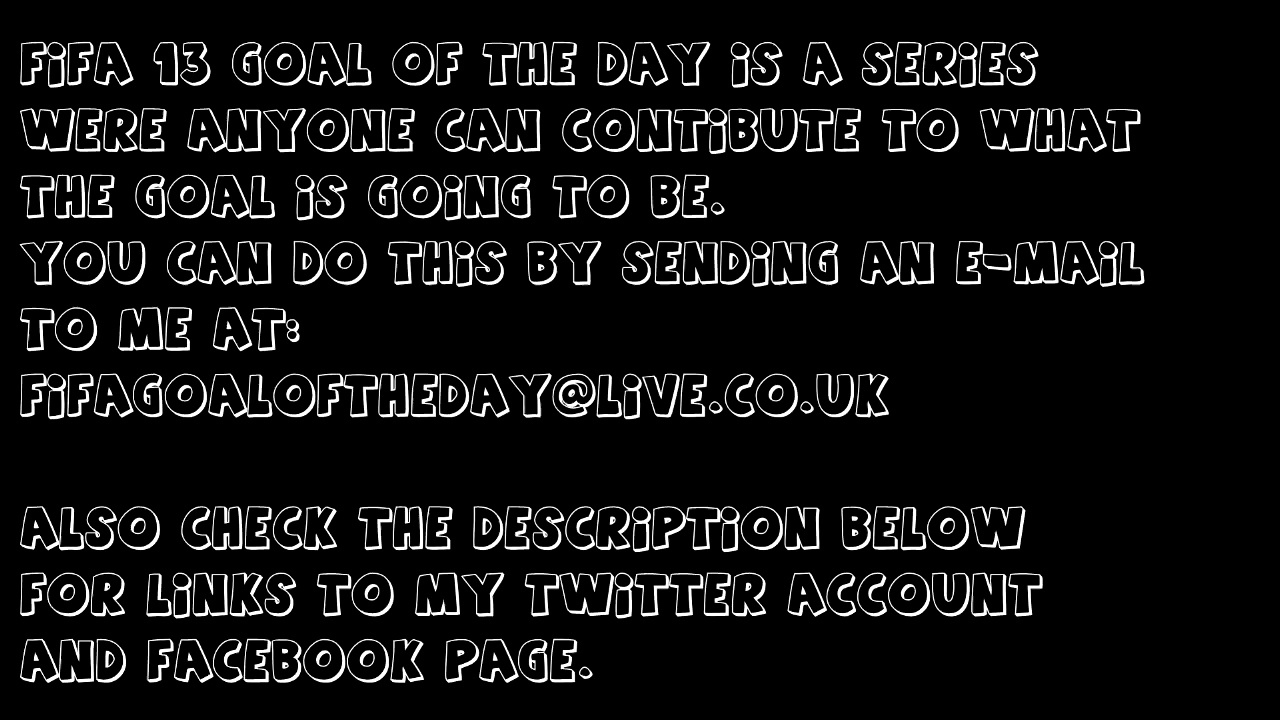 FiFA 13 GOAL OF THE DAY iS A SERiES
WERE ANYONE CAN CONTiBUTE TO WHAT
THE GOAL iS GOiNG TO BE.
YOU CAN DO THiS BY SENDiNG AN E-MAiL
TO ME AT:
FiFAGOALOFTHEDAY@LiVE.CO.UK
ALSO CHECK THE DESCRiPTiON BELOW
FOR LiNKS TO MY TWiTTER ACCOUNT
AND FACEBOOK PAGE.